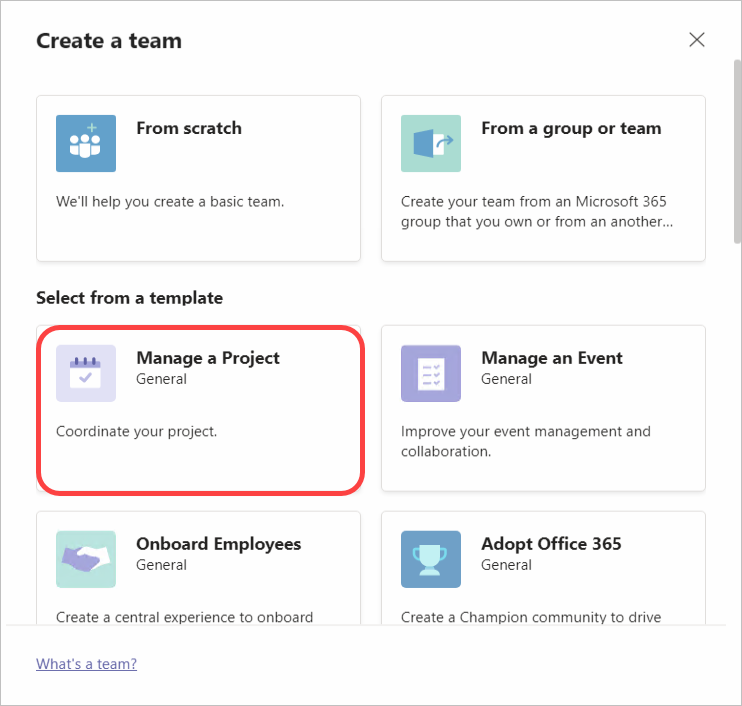 Create a team
From scratch
We'll help you create a basic team.
From a group or team
Create your team from an Microsoft 365
group that you own or from an another...
Select from a template
Manage a Project
General
Coordinate your project.
Manage an Event
General
Improve your event management and
collaboration.
Onboard Employees
General
Create a central experience to onboard
Adopt Office 365
General
Create a Champion community to drive
What's a team?